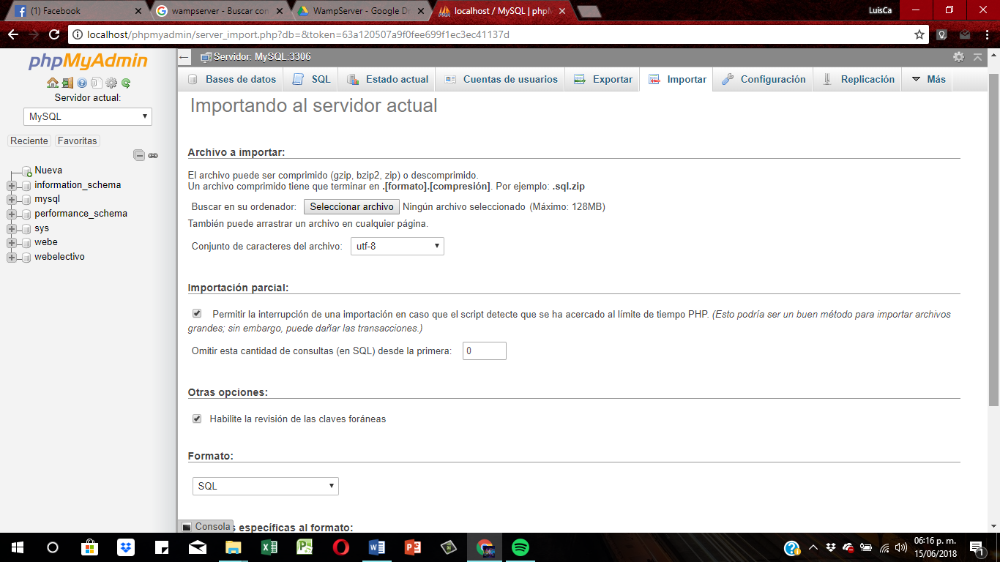 (1) Facebook
wampserver - Buscar con
WampServer - Google Dr
localhost / MySQL | phpM
LuisCa
localhost/phpmyadmin/server_import.php?db=&token=63a120507a9f0fee699f1ec3ec41137d
phpMyAdmin
Servidor actual:
MySQL
Reciente Favoritas
Nueva
information_schema
mysql
performance_schema
sys
webe
webelectivo
Servidor: MySQL:3306
Bases de datos SQL Estado actual Cuentas de usuarios Exportar Importar Configuración Replicación Más
Importando al servidor actual
Archivo a importar:
El archivo puede ser comprimido (gzip, bzip2, zip) o descomprimido.
Un archivo comprimido tiene que terminar en .[formato].[compresión]. Por ejemplo: .sql.zip
Buscar en su ordenador: Seleccionar archivo Ningún archivo seleccionado (Máximo: 128MB)
También puede arrastrar un archivo en cualquier página.
Conjunto de caracteres del archivo: utf-8
Importación parcial:
Permitir la interrupción de una importación en caso que el script detecte que se ha acercado al límite de tiempo PHP. (Esto podría ser un buen método para importar archivos
grandes; sin embargo, puede dañar las transacciones.)
Omitir esta cantidad de consultas (en SQL) desde la primera: 0
Otras opciones:
Habilite la revisión de las claves foráneas
Formato:
SQL
Consola
s específicas al formato:
06:16 p. m.
15/06/2018
1